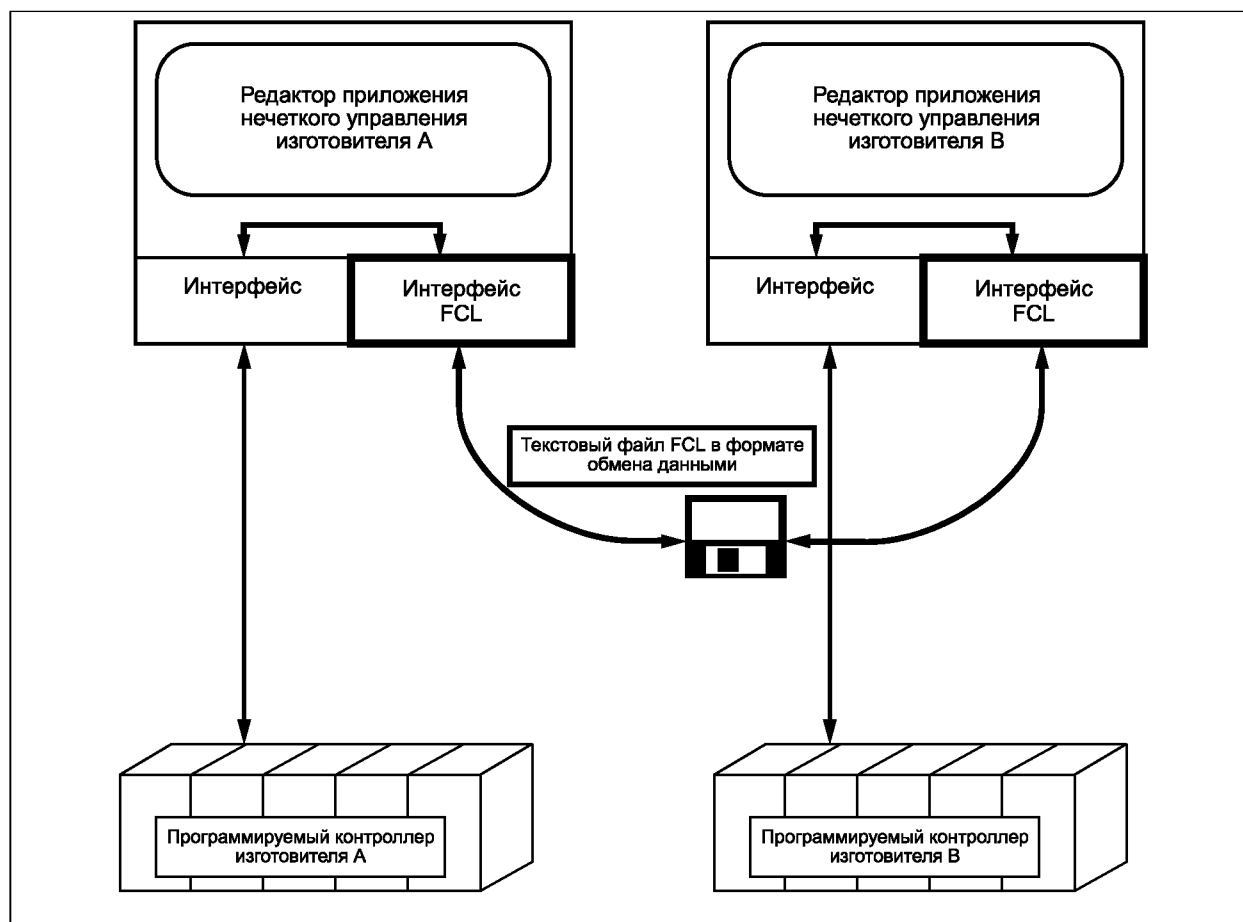 Редактор приложения
нечеткого управления
изготовителя А
Редактор приложения
нечеткого управления
изготовителя В
Интерфейс
Интерфейс
FCL
Интерфейс
Интерфейс
FCL
Текстовый файл FCL в формате
обмена данными
Программируемый контроллер
изготовителя А
Программируемый контроллер
изготовителя В